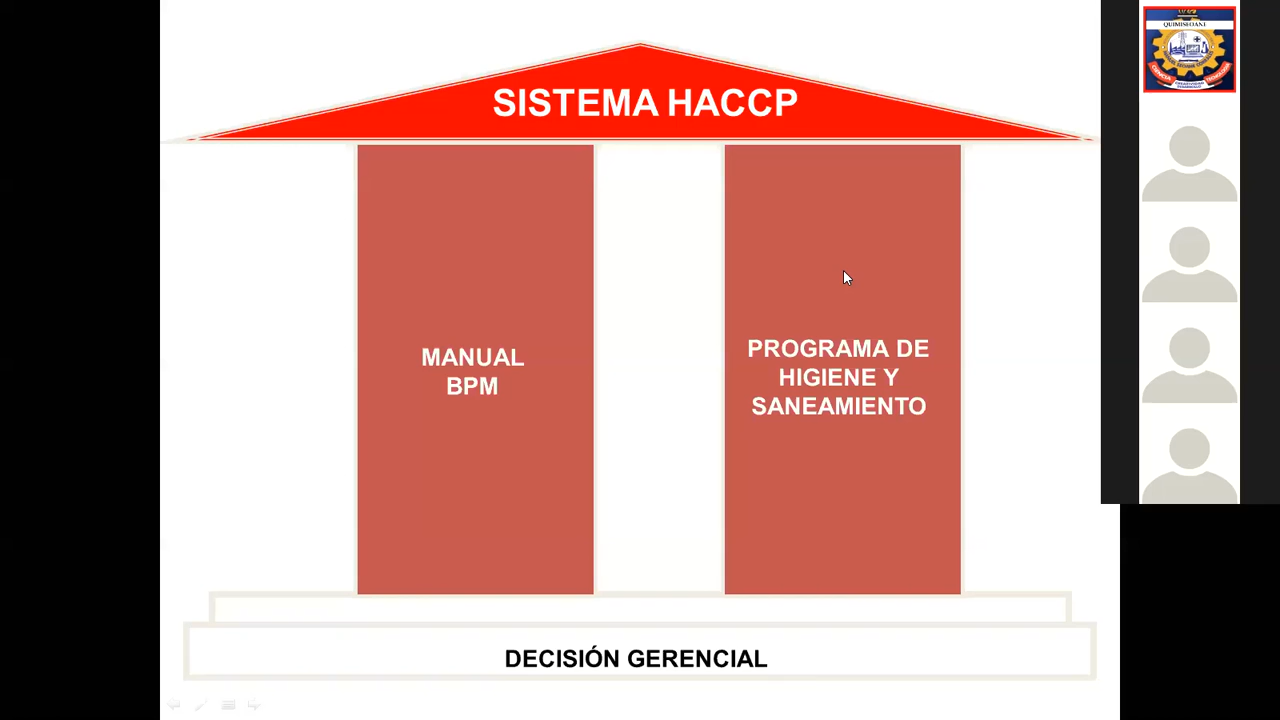 SISTEMA HACCP
MANUAL
BPM
PROGRAMA DE
HIGIENE Y
SANEAMIENTO
DECISIÓN GERENCIAL